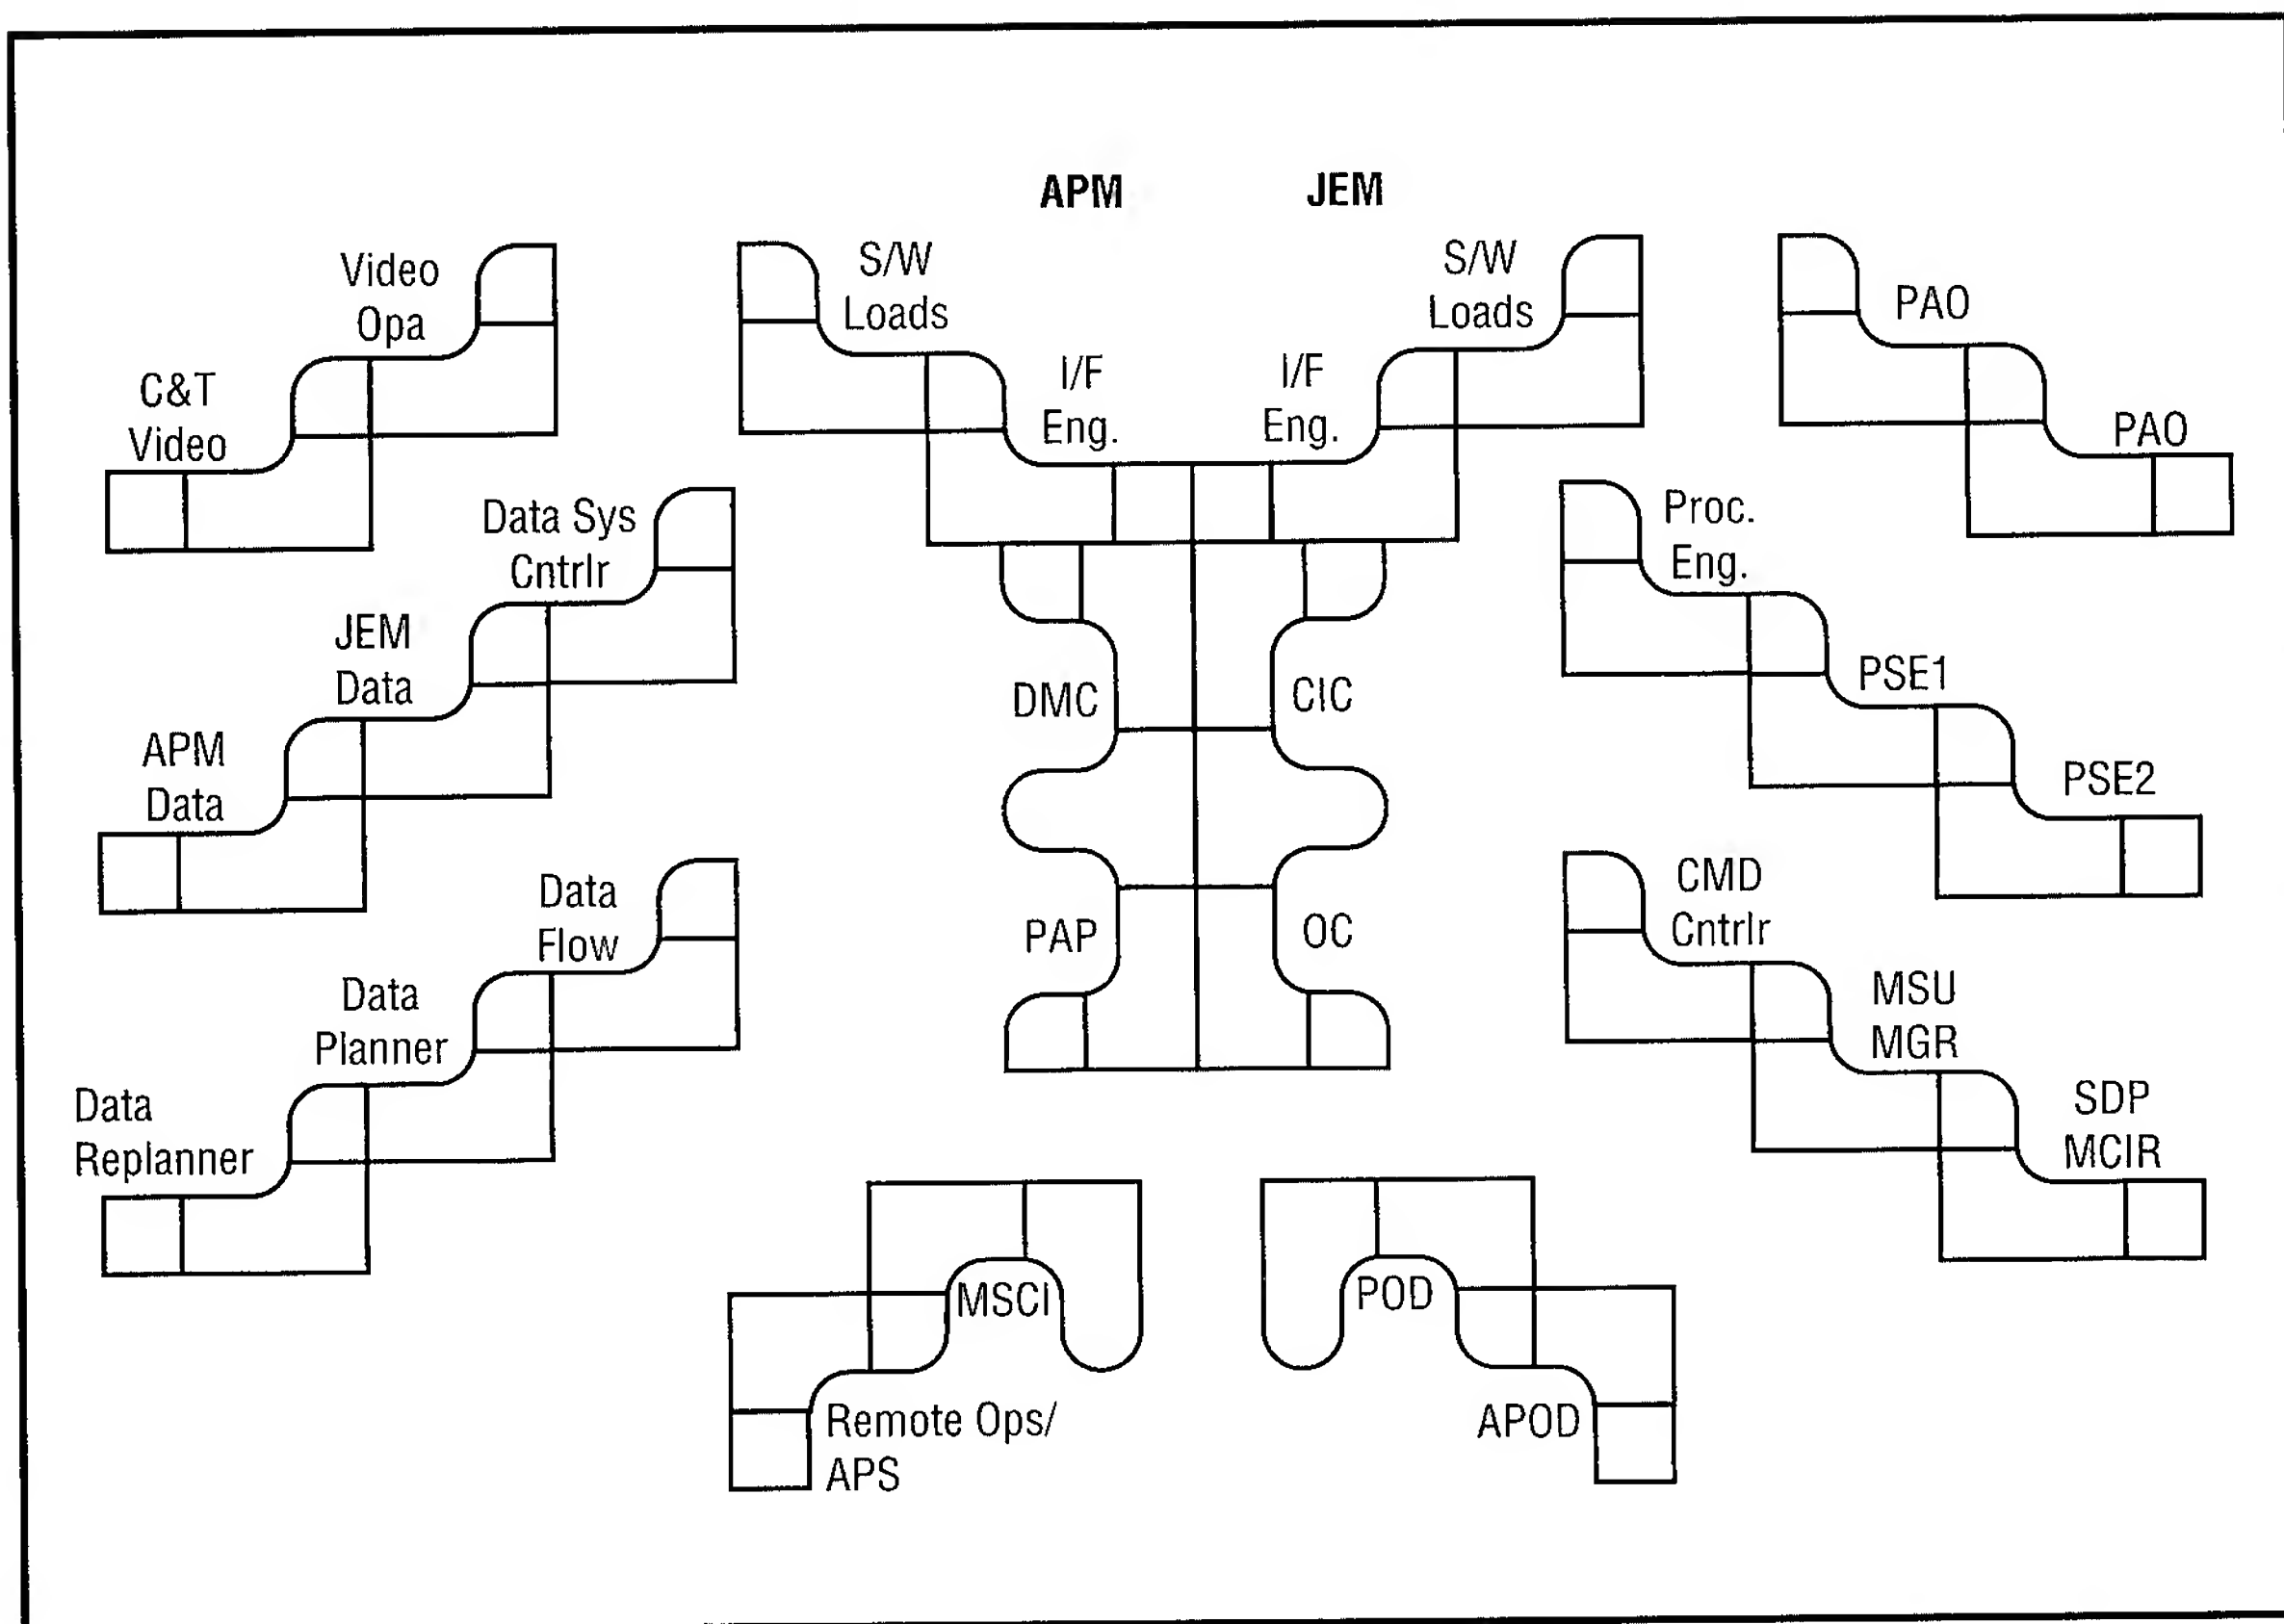 APM
JEM
Video
Opa
S/W
Loads
S/W
Loads
PAO
C&T
Video
I/F
Eng.
I/F
Eng.
PAO
Data Sys
Cntrlr
Proc.
Eng.
JEM
Data
DMC
CIC
PSE1
APM
Data
PSE2
Data
Flow
PAP
OC
CMD
Cntrlr
Data
Planner
MSU
MGR
Data
Replanner
SDP
MCIR
MSCI
POD
Remote Ops/
APS
APOD